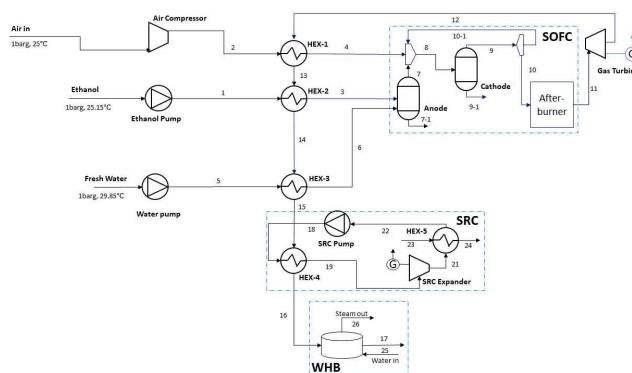 Air in
1barg, 25°C
Air Compressor
2
HEX-1
4
12
10-1
SOFC
8
9
7
10
11
Gas Turbin
G
Cathode
9-1
After-
burner
Anode
7-1
13
Ethanol
1barg, 25.15°C
Ethanol Pump
1
HEX-2
3
14
6
Fresh Water
1barg, 29.85°C
Water pump
5
HEX-3
15
SRC
18
SRC Pump
22
HEX-5
23
24
G
21
SRC Expander
19
HEX-4
16
Steam out
26
17
25
Water in
WHB